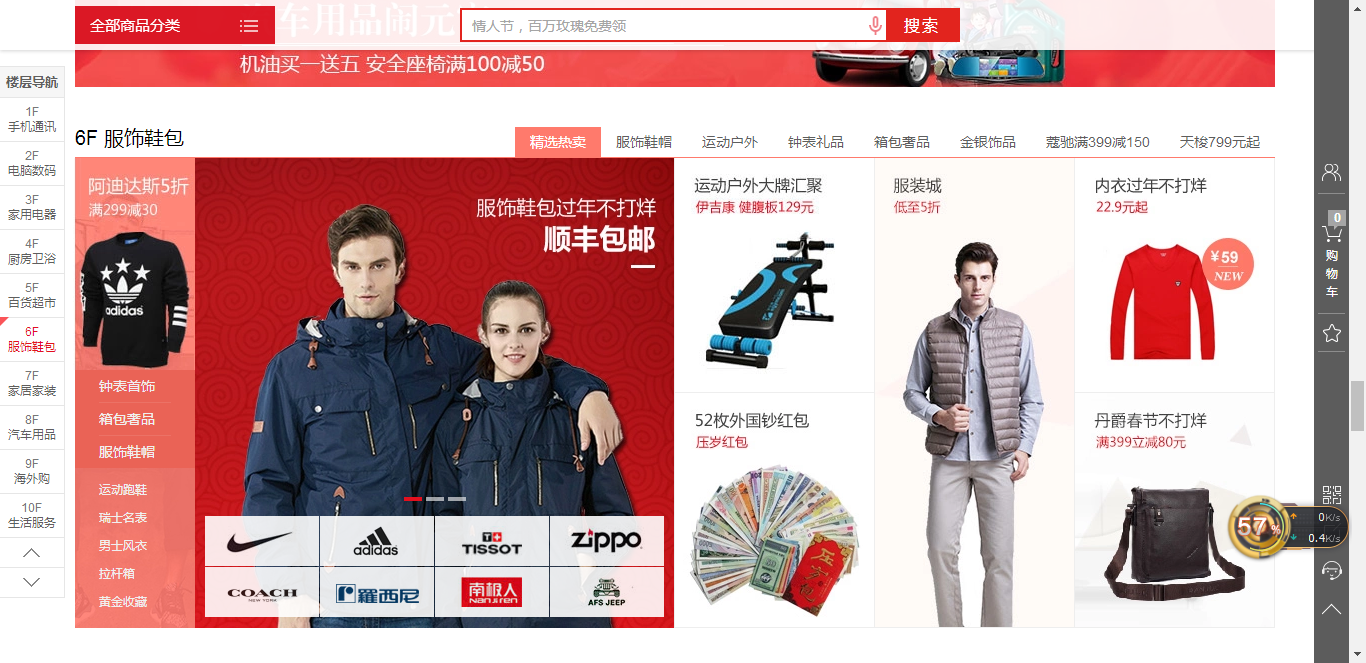 全部商品分类
情人节，百万玫瑰免费领
搜索
车用品闹元
机油买一送五 安全座椅满100减50
楼层导航
1F
手机通讯
2F
电脑数码
3F
家用电器
4F
厨房卫浴
5F
百货超市
6F
服饰鞋包
7F
家居家装
8F
汽车用品
9F
海外购
10F
生活服务
6F 服饰鞋包
精选热卖
服饰鞋帽
运动户外
钟表礼品
箱包奢品
金银饰品
蔻驰满399减150
天梭799元起
阿迪达斯5折
满299减30
adidas
钟表首饰
箱包奢品
服饰鞋帽
运动跑鞋
瑞士名表
男士风衣
拉杆箱
黄金收藏
服饰鞋包过年不打烊
顺丰包邮
adidas
T+
TISSOT
zippo
COACH
NEW YORK
羅西尼
南极人
Nanjiren
AFS JEEP
运动户外大牌汇聚
伊吉康 健腹板129元
服装城
低至5折
内衣过年不打烊
22.9元起
¥59
NEW
52枚外国钞红包
压岁红包
压岁包
丹爵春节不打烊
满399立减80元
0
购
物
车
57%
0K/s
0.4K/s